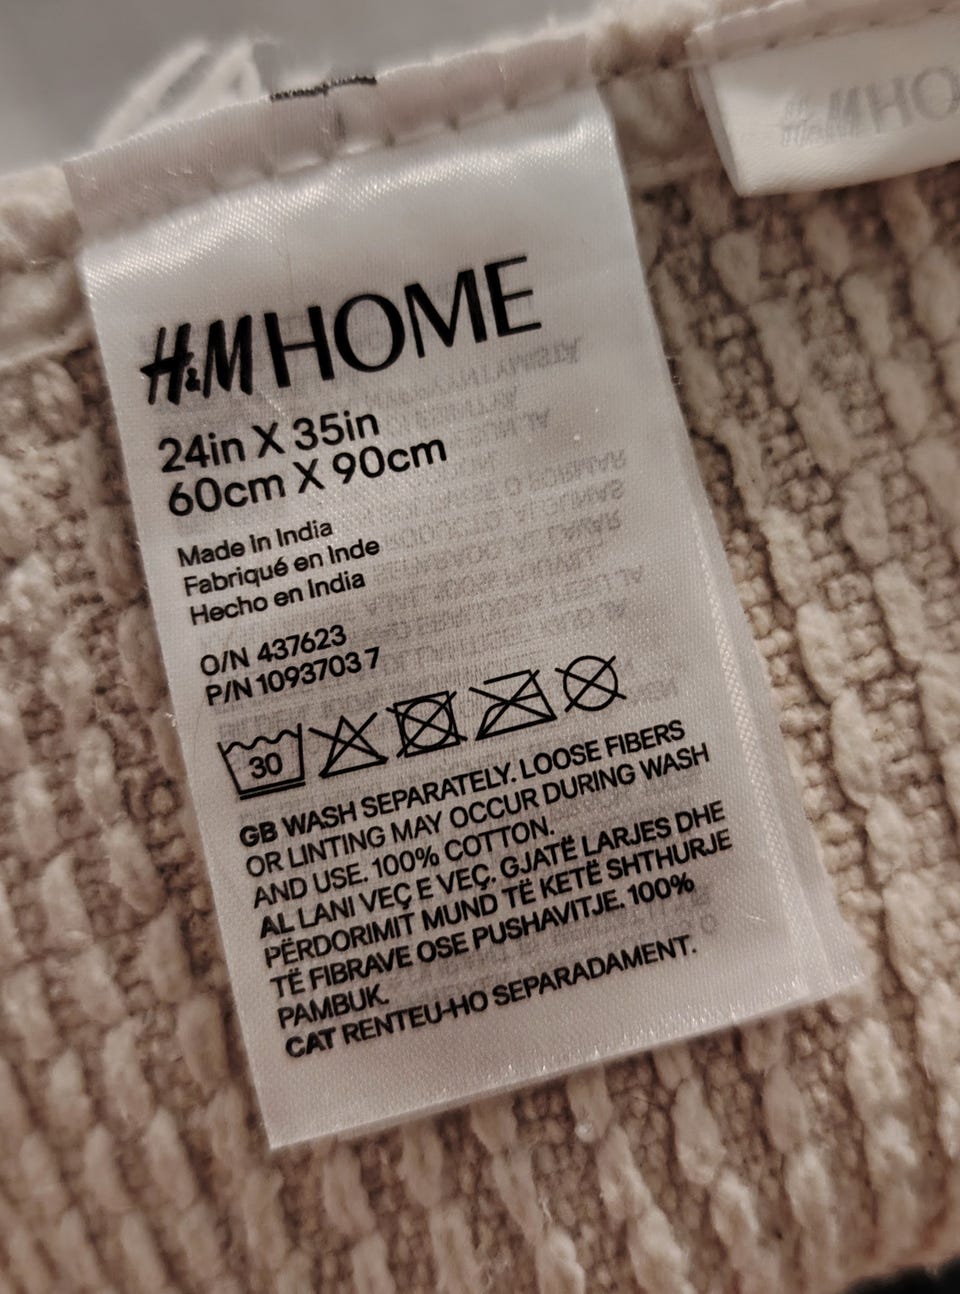 H&M HOME
24in X 35in
60cm X 90cm
Made in India
Fabriqué en Inde
Hecho en India
O/N 437623
P/N 1093703 7
30
GB WASH SEPARATELY. LOOSE FIBERS
OR LINTING MAY OCCUR DURING WASH
AND USE. 100% COTTON.
AL LANI VEÇ E VEÇ. GJATË LARJES DHE
PËRDORIMIT MUND TË KETË SHTHURJE
TË FIBRAVE OSE PUSHAVITJE. 100%
PAMBUK.
CAT RENTEU-HO SEPARADAMENT.